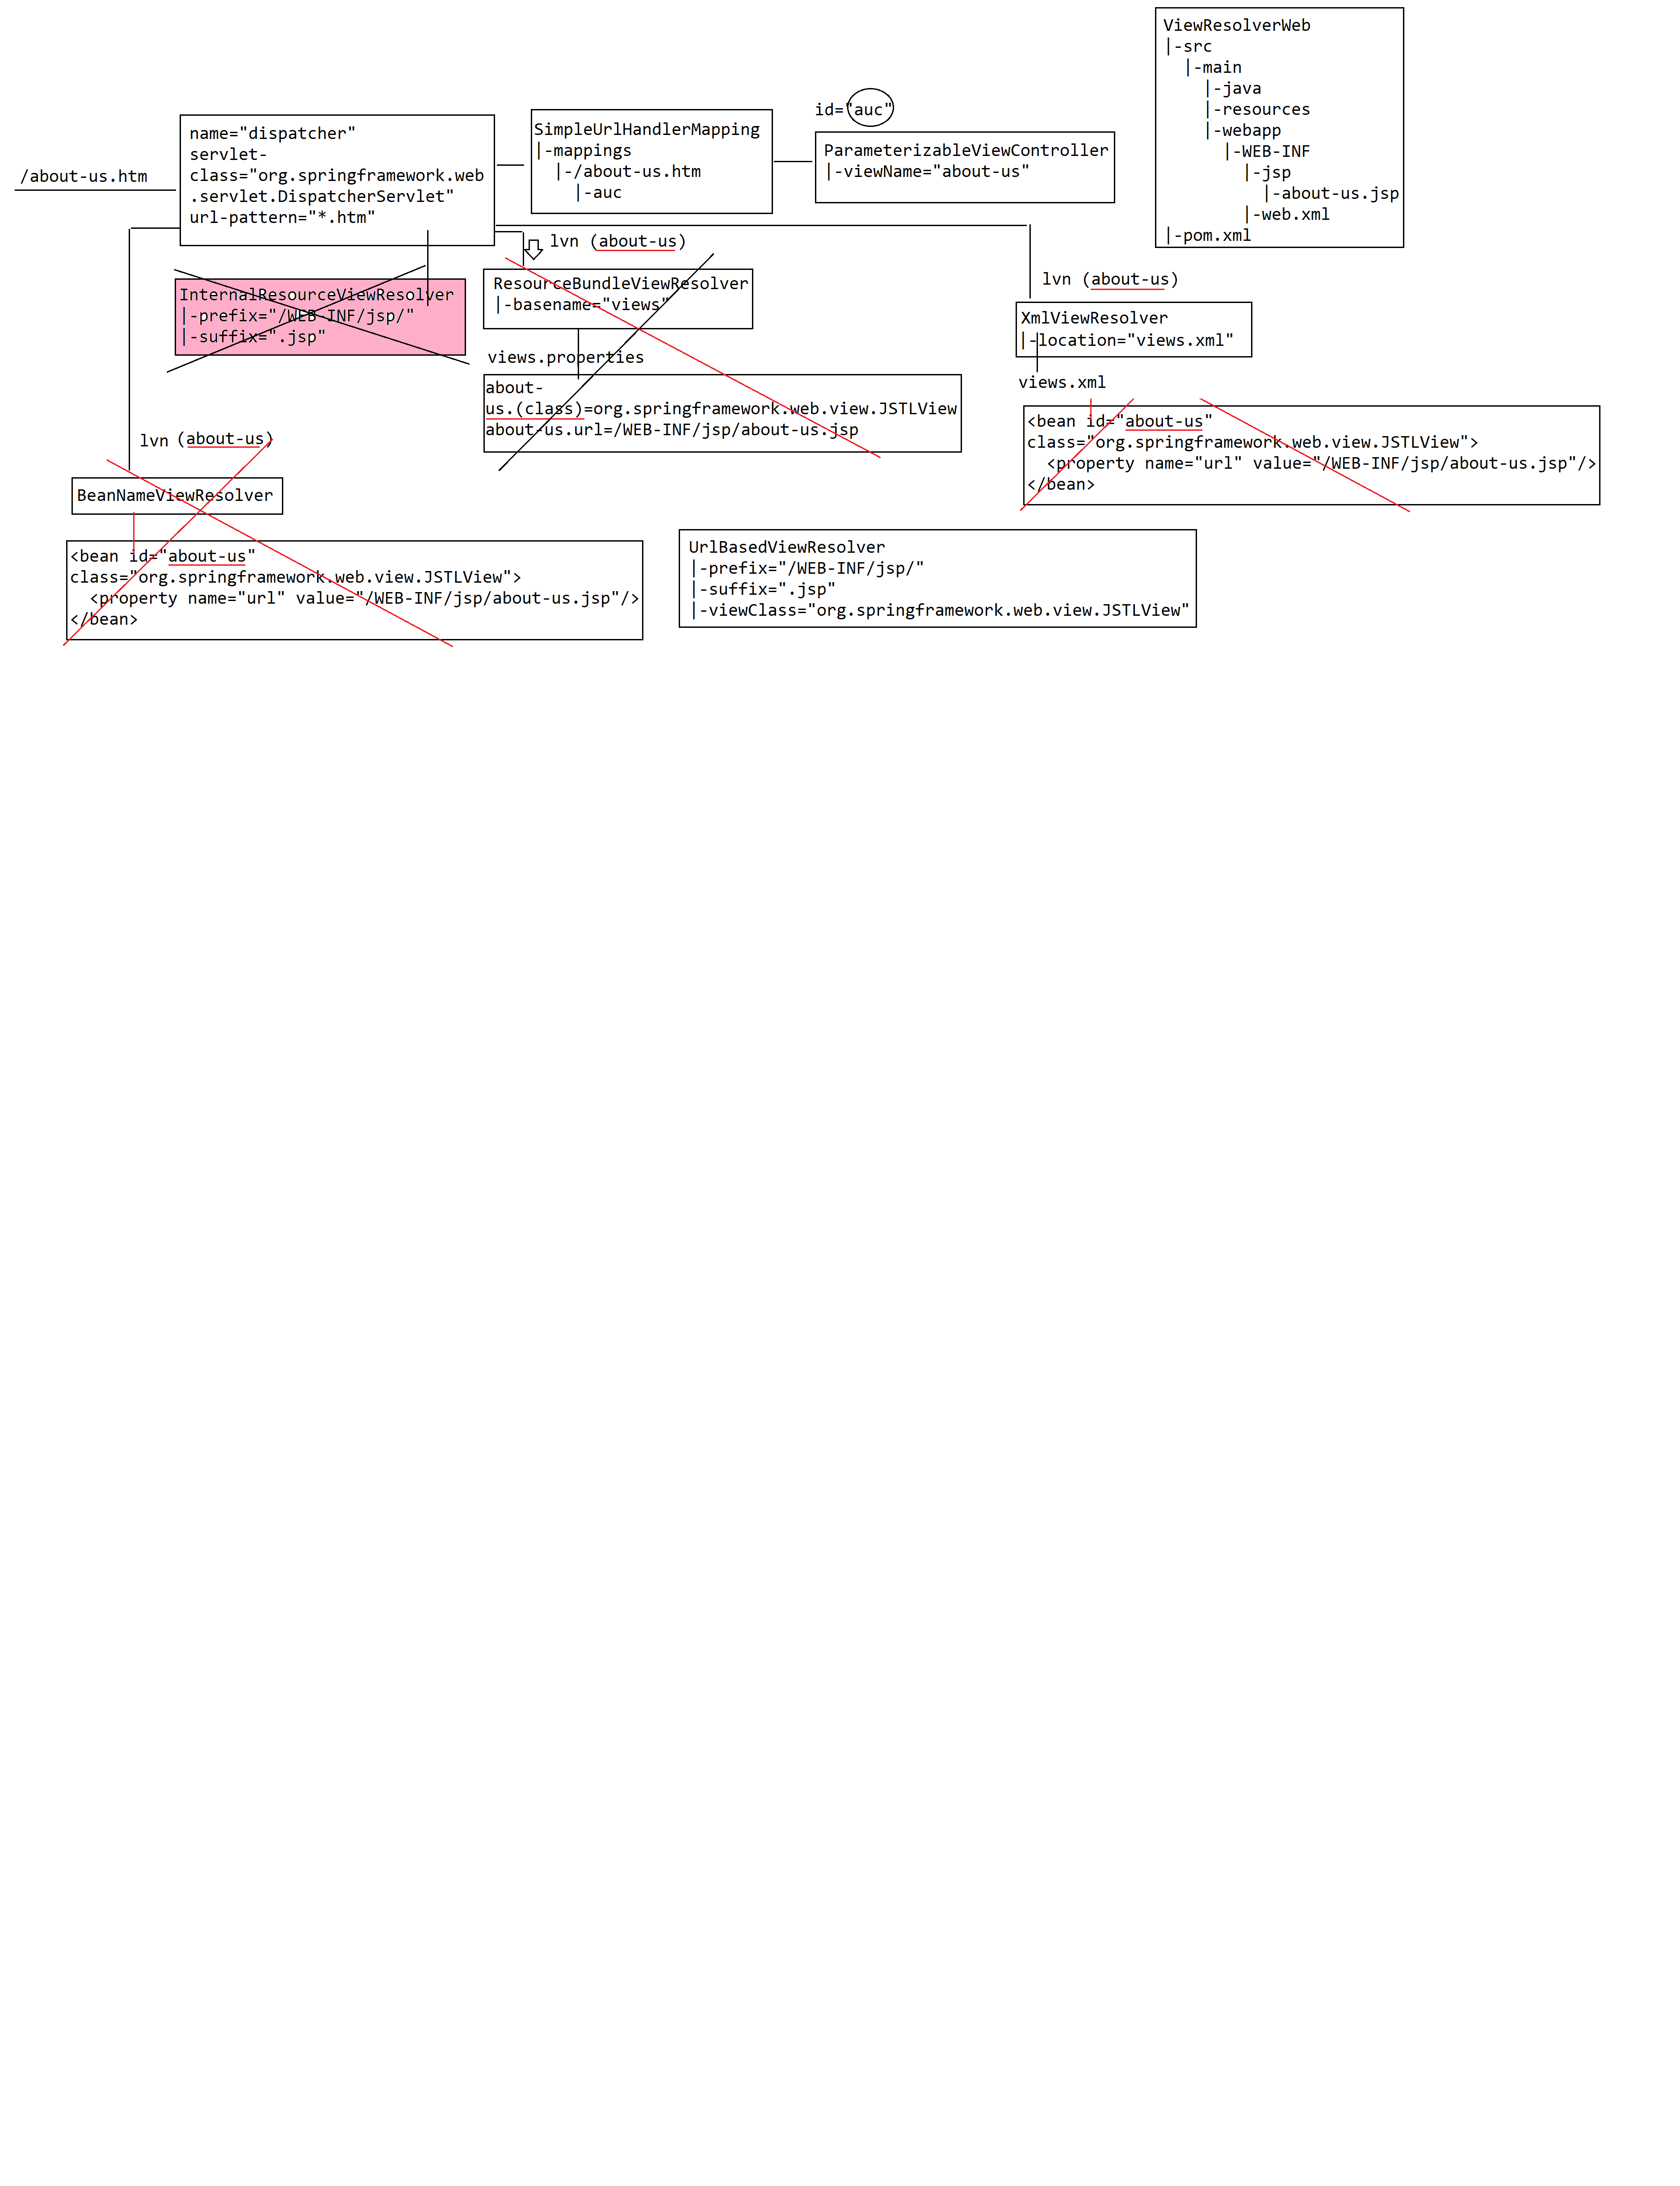 /about-us.htm
name="dispatcher"
servlet-
class="org.springframework.web
.servlet.DispatcherServlet"
url-pattern="*.htm"
SimpleUrlHandlerMapping
|-mappings
|-/about-us.htm
|-auc
id="auc"
ParameterizableViewController
|-viewName="about-us"
ViewResolverWeb
|-src
|-main
|-java
|-resources
|-webapp
|-WEB-INF
|-jsp
|-about-us.jsp
|-web.xml
|-pom.xml
InternalResourceViewResolver
|-prefix="/WEB-INF/jsp/"
|-suffix=".jsp"
lvn (about-us)
ResourceBundleViewResolver
|-basename="views"
views.properties
about-
us.(class)=org.springframework.web.view.JSTLView
about-us.url=/WEB-INF/jsp/about-us.jsp
lvn (about-us)
XmlViewResolver
|-location="views.xml"
views.xml
<bean id="about-us"
class="org.springframework.web.view.JSTLView">
<property name="url" value="/WEB-INF/jsp/about-us.jsp"/>
</bean>
lvn (about-us)
BeanNameViewResolver
<bean id="about-us"
class="org.springframework.web.view.JSTLView">
<property name="url" value="/WEB-INF/jsp/about-us.jsp"/>
</bean>
UrlBasedViewResolver
|-prefix="/WEB-INF/jsp/"
|-suffix=".jsp"
|-viewClass="org.springframework.web.view.JSTLView"